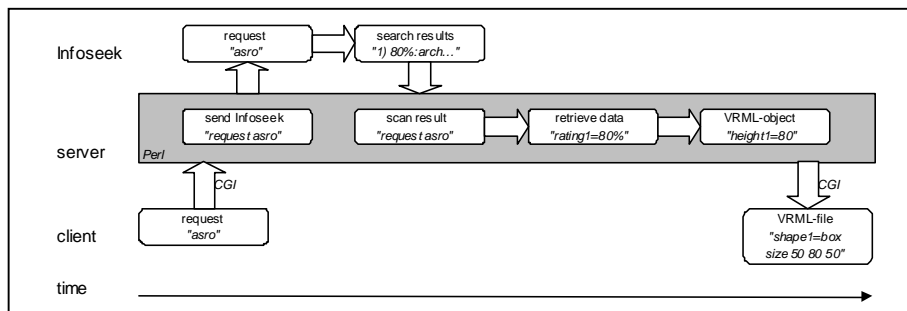 Infoseek
request
"asro"
search results
"1) 80%:arch..."
server
send Infoseek
"request asro"
scan result
"request asro"
retrieve data
"rating1=80%"
VRML-object
"height1=80"
Perl
CGI
CGI
client
request
"asro"
VRML-file
"shape1=box
size 50 80 50"
time